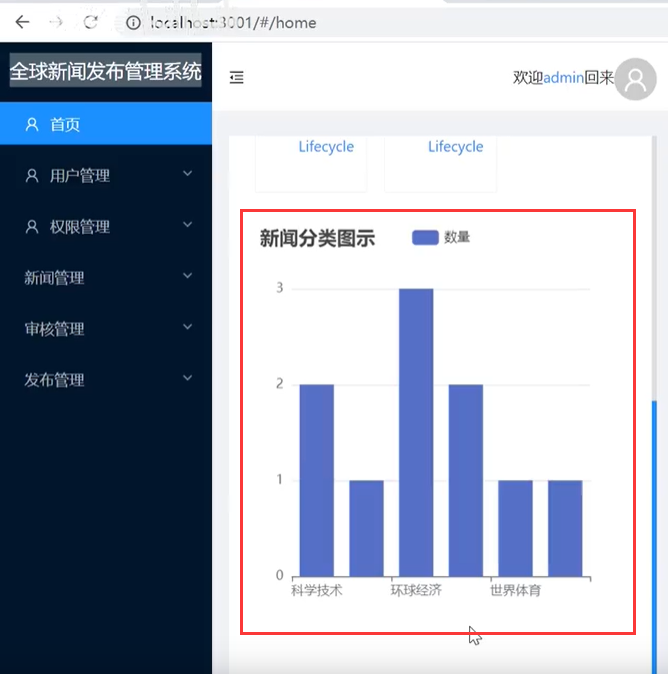 localhost:3001/#/home
全球新闻发布管理系统
欢迎admin回来
首页
用户管理
权限管理
新闻管理
审核管理
发布管理
Lifecycle
Lifecycle
新闻分类图示
数量
3
2
1
0
科学技术
环球经济
世界体育